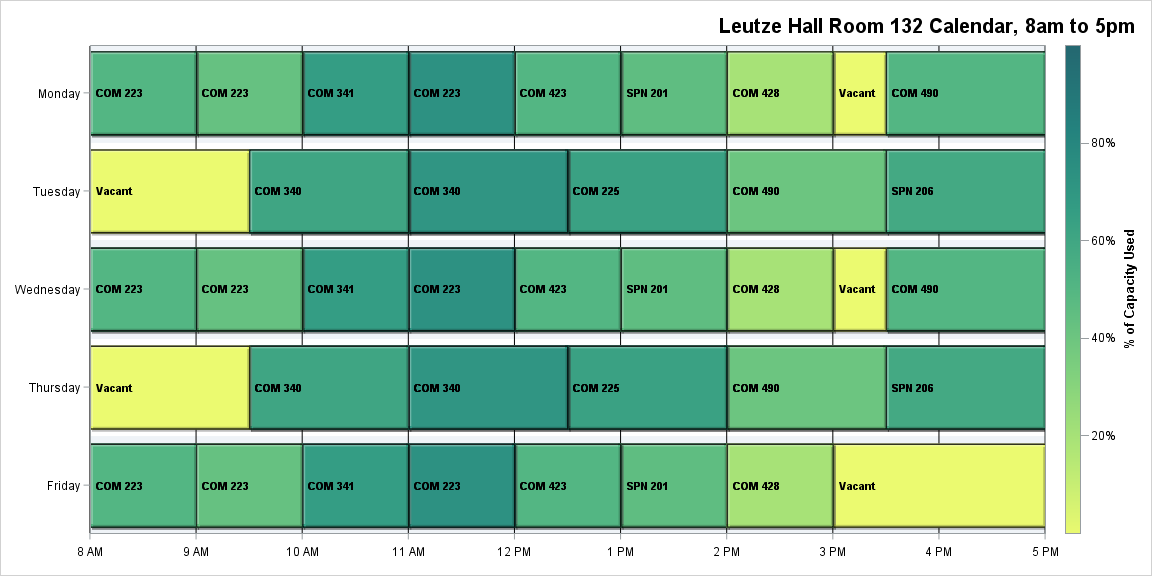 Leutze Hall Room 132 Calendar, 8am to 5pm
Monday COM 223 COM 223 COM 341 COM 223 COM 423 SPN 201 COM 428 Vacant COM 490
Tuesday Vacant COM 340 COM 340 COM 225 COM 490 SPN 206
Wednesday COM 223 COM 223 COM 341 COM 223 COM 423 SPN 201 COM 428 Vacant COM 490
Thursday Vacant COM 340 COM 340 COM 225 COM 490 SPN 206
Friday COM 223 COM 223 COM 341 COM 223 COM 423 SPN 201 COM 428 Vacant
8 AM 9 AM 10 AM 11 AM 12 PM 1 PM 2 PM 3 PM 4 PM 5 PM
80%
60%
40%
20%
% of Capacity Used